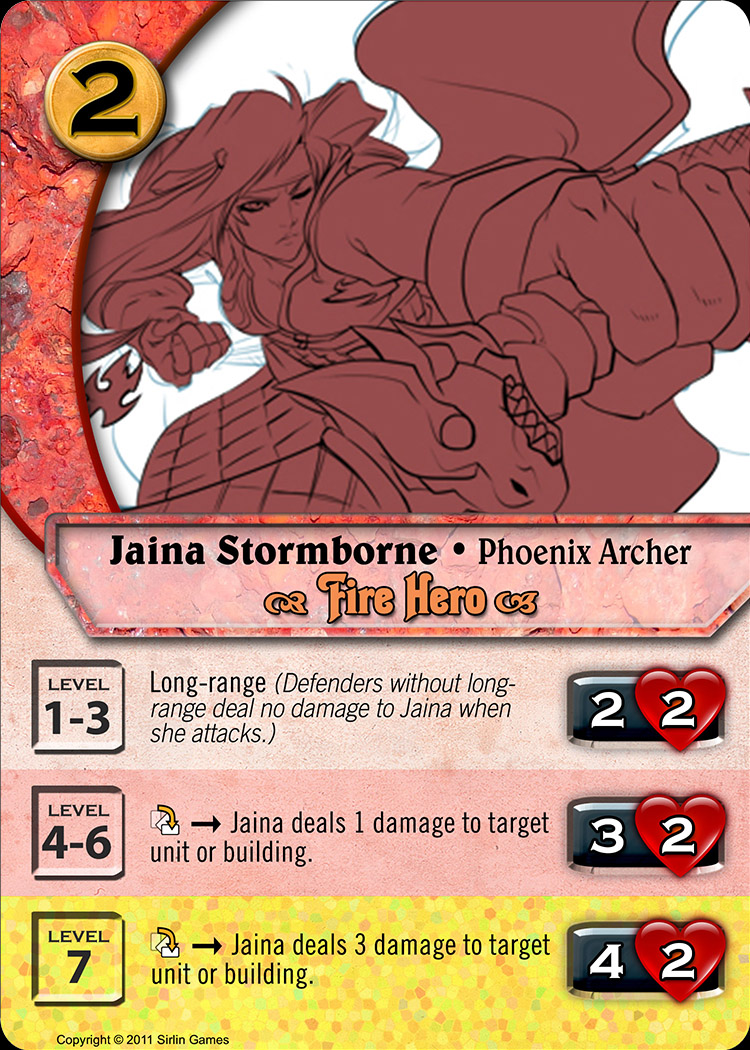 2
Jaina Stormborne • Phoenix Archer
Fire Hero
LEVEL
1-3
Long-range (Defenders without long-
range deal no damage to Jaina when
she attacks.)
2 2
LEVEL
4-6
→ Jaina deals 1 damage to target
unit or building.
3 2
LEVEL
7
→ Jaina deals 3 damage to target
unit or building.
4 2
Copyright © 2011 Sirlin Games